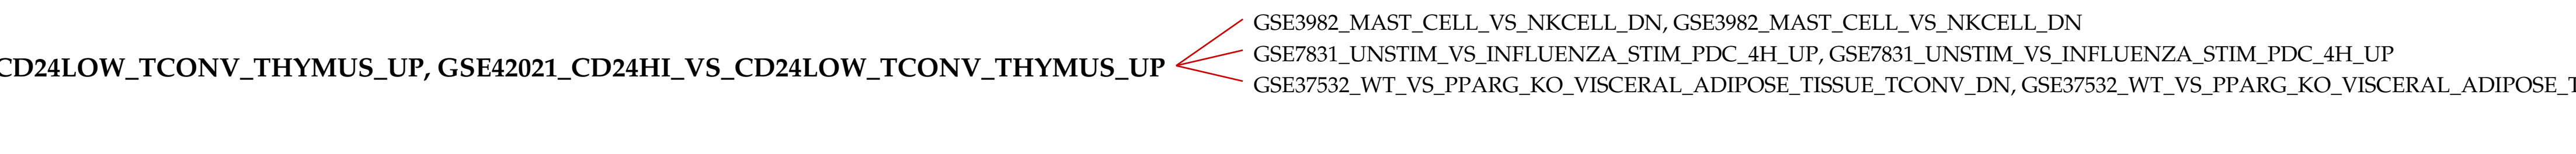 CD24LOW_TCONV_THYMUS_UP, GSE42021_CD24HI_VS_CD24LOW_TCONV_THYMUS_UP
GSE3982_MAST_CELL_VS_NKCELL_DN, GSE3982_MAST_CELL_VS_NKCELL_DN
GSE7831_UNSTIM_VS_INFLUENZA_STIM_PDC_4H_UP, GSE7831_UNSTIM_VS_INFLUENZA_STIM_PDC_4H_UP
GSE37532_WT_VS_PPARG_KO_VISCERAL_ADIPOSE_TISSUE_TCONV_DN, GSE37532_WT_VS_PPARG_KO_VISCERAL_ADIPOSE_T